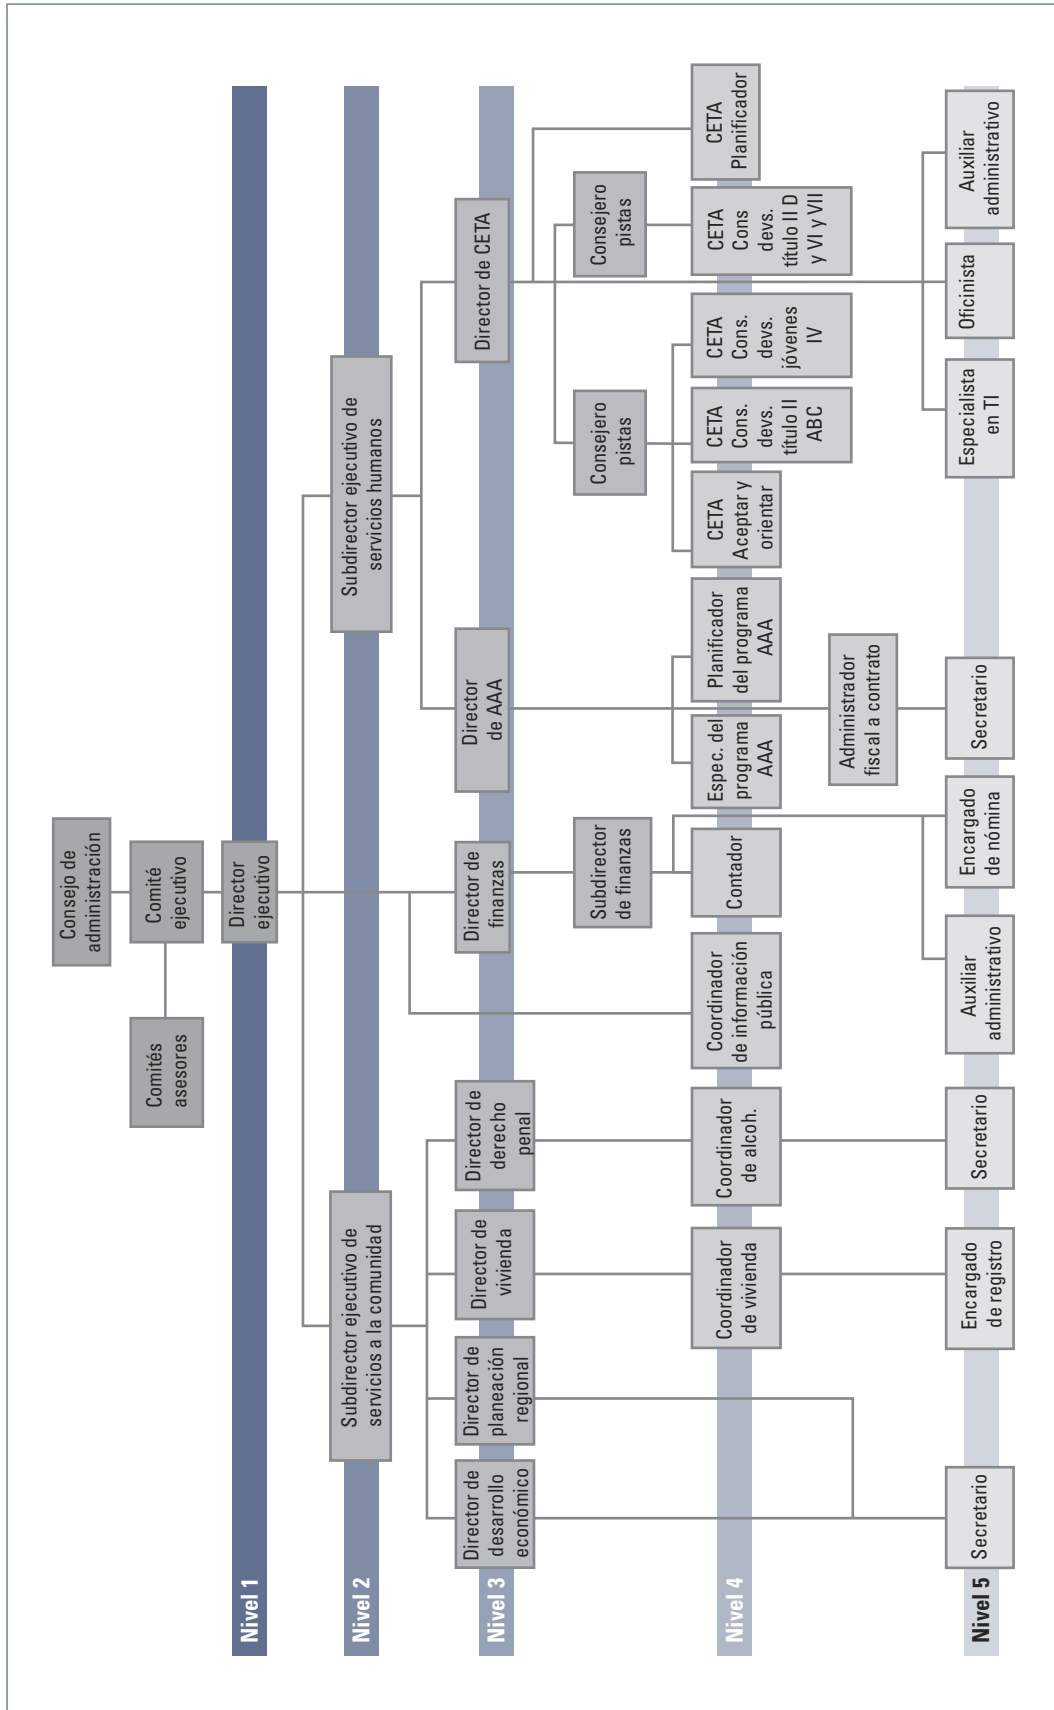 Consejo de
administración
Comités
asesores
Comité
ejecutivo
Nivel 1
Director
ejecutivo
Nivel 2
Subdirector ejecutivo de
servicios a la comunidad
Subdirector ejecutivo de
servicios humanos
Nivel 3
Director de
desarrollo
económico
Director de
planeación
regional
Director de
vivienda
Director de
derecho
penal
Director de
finanzas
Director
de AAA
Director de CETA
Subdirector
de finanzas
Consejero
pistas
Consejero
pistas
Nivel 4
Coordinador
de vivienda
Coordinador
de alcoh.
Coordinador
de información
pública
Contador
Espec. del
programa
AAA
Planificador
del programa
AAA
CETA
Aceptar y
orientar
CETA
Cons.
devs.
título II
ABC
CETA
Cons.
devs.
jóvenes
IV
CETA
Cons
devs.
título II D
y VI y VII
CETA
Planificador
Administrador
fiscal a contrato
Nivel 5
Secretario
Encargado
de registro
Secretario
Auxiliar
administrativo
Encargado
de nómina
Secretario
Especialista
en TI
Oficinista
Auxiliar
administrativo